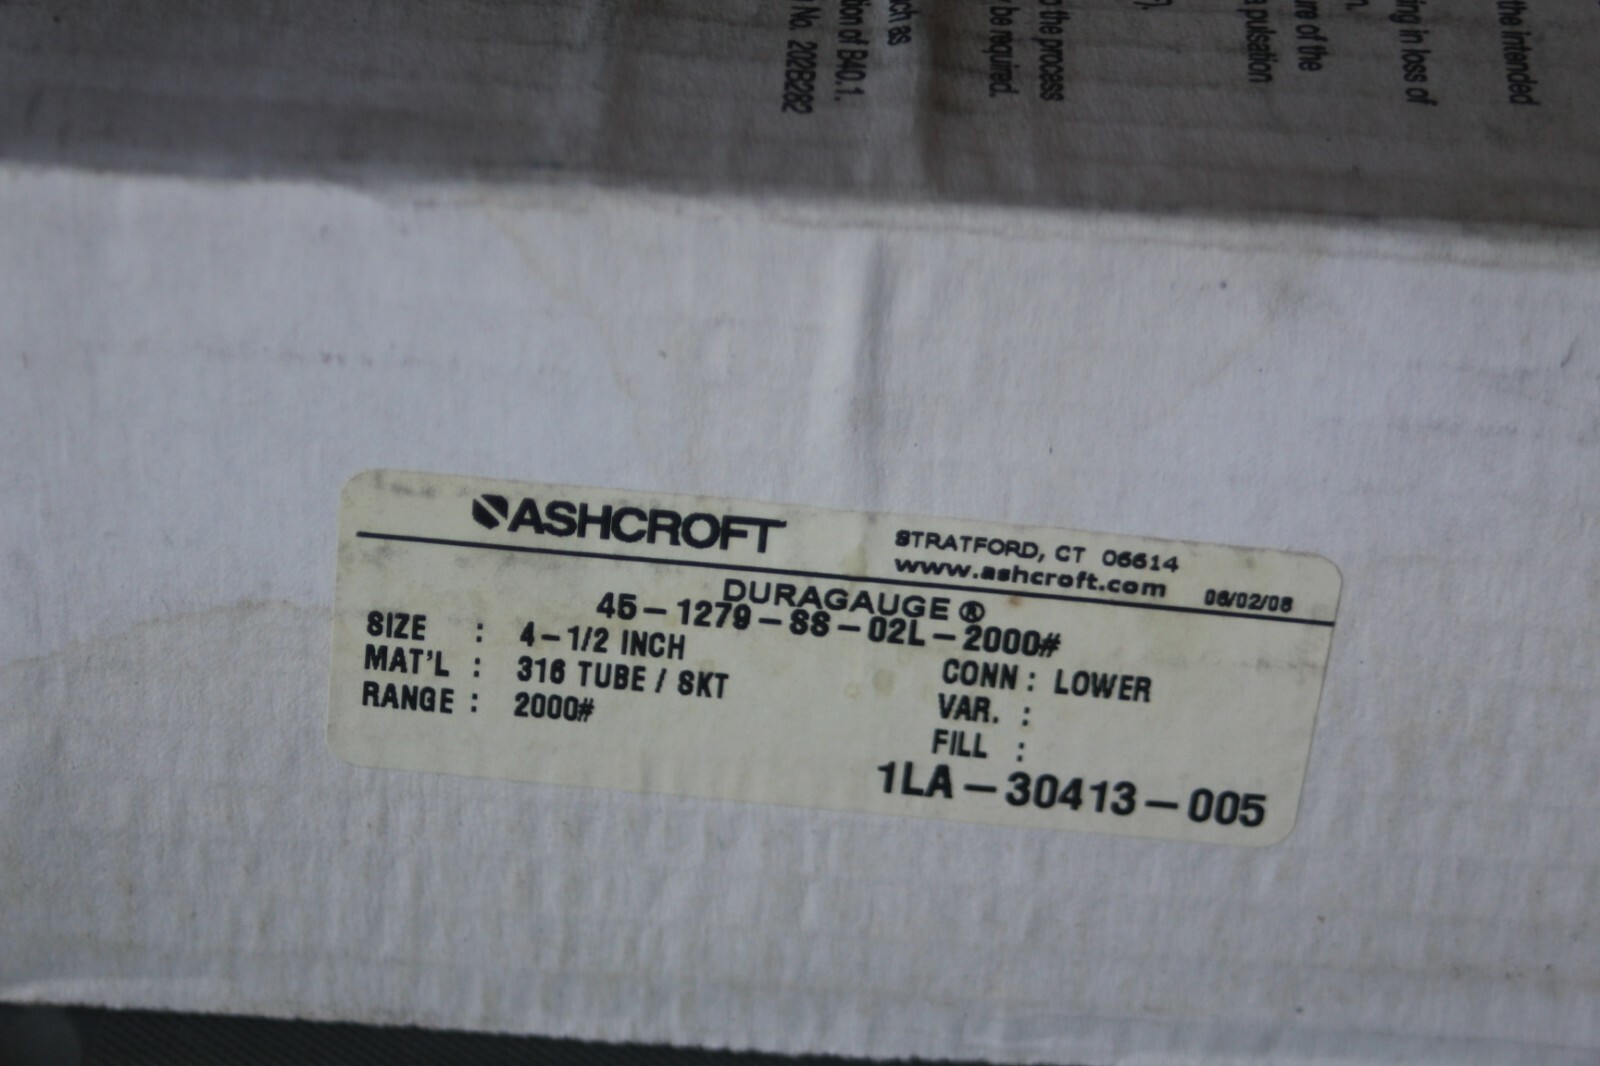 the intended
ing in loss of
ure of the
a pulsation
o the process
be required.
ch as
tion of B40.1.
No. 202B282
ASHCROFT
STRATFORD, CT 06614
www.ashcroft.com
06/02/08
DURAGAUGE ®
45-1279-SS-02L-2000#
SIZE : 4-1/2 INCH
MAT'L : 316 TUBE / SKT
RANGE : 2000#
CONN : LOWER
VAR. :
FILL :
1LA-30413-005